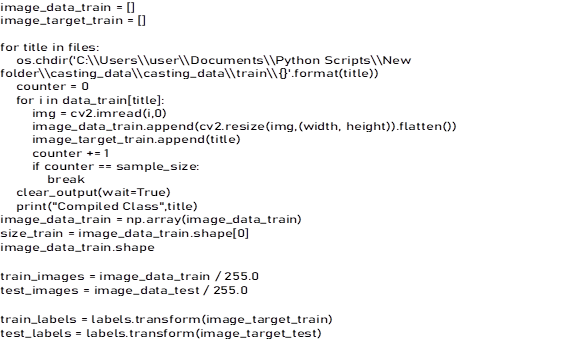 image_data_train = []
image_target_train = []
for title in files:
os.chdir('C:\\Users\\user\\Documents\\Python Scripts\\New
folder\\casting_data\\casting_data\\train\\{}'.format(title))
counter = 0
for i in data_train[title]:
img = cv2.imread(i,0)
image_data_train.append(cv2.resize(img,(width, height)).flatten())
image_target_train.append(title)
counter += 1
if counter == sample_size:
break
clear_output(wait=True)
print("Compiled Class",title)
image_data_train = np.array(image_data_train)
size_train = image_data_train.shape[0]
image_data_train.shape
train_images = image_data_train / 255.0
test_images = image_data_test / 255.0
train_labels = labels.transform(image_target_train)
test_labels = labels.transform(image_target_test)